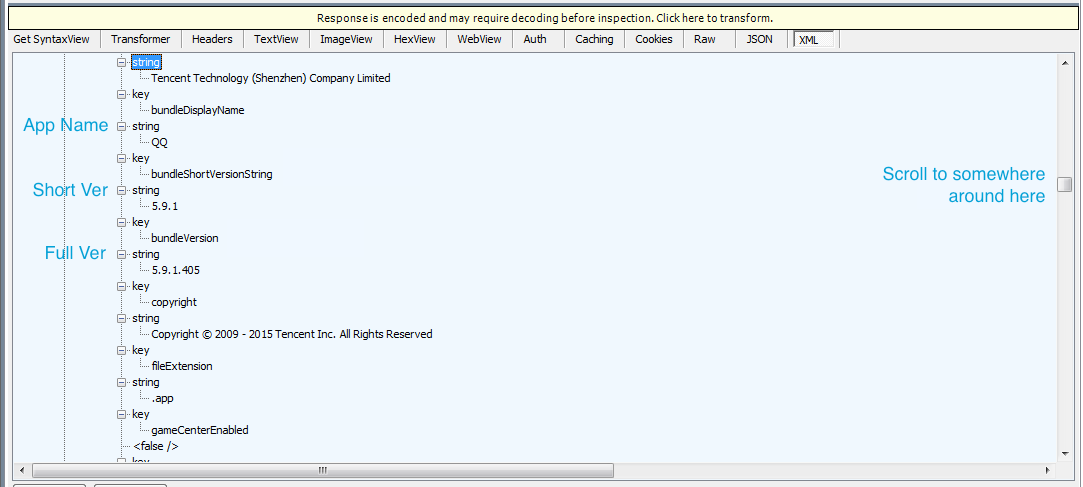 Response is encoded and may require decoding before inspection. Click here to transform.
Get SyntaxView Transformer Headers TextView ImageView HexView WebView Auth Caching Cookies Raw JSON XML
string
Tencent Technology (Shenzhen) Company Limited
key
bundleDisplayName
App Name string
QQ
key
bundleShortVersionString
Scroll to somewhere
around here
Short Ver string
5.9.1
key
bundleVersion
Full Ver string
5.9.1.405
key
copyright
string
Copyright © 2009 - 2015 Tencent Inc. All Rights Reserved
key
fileExtension
string
.app
key
gameCenterEnabled
<false />
key